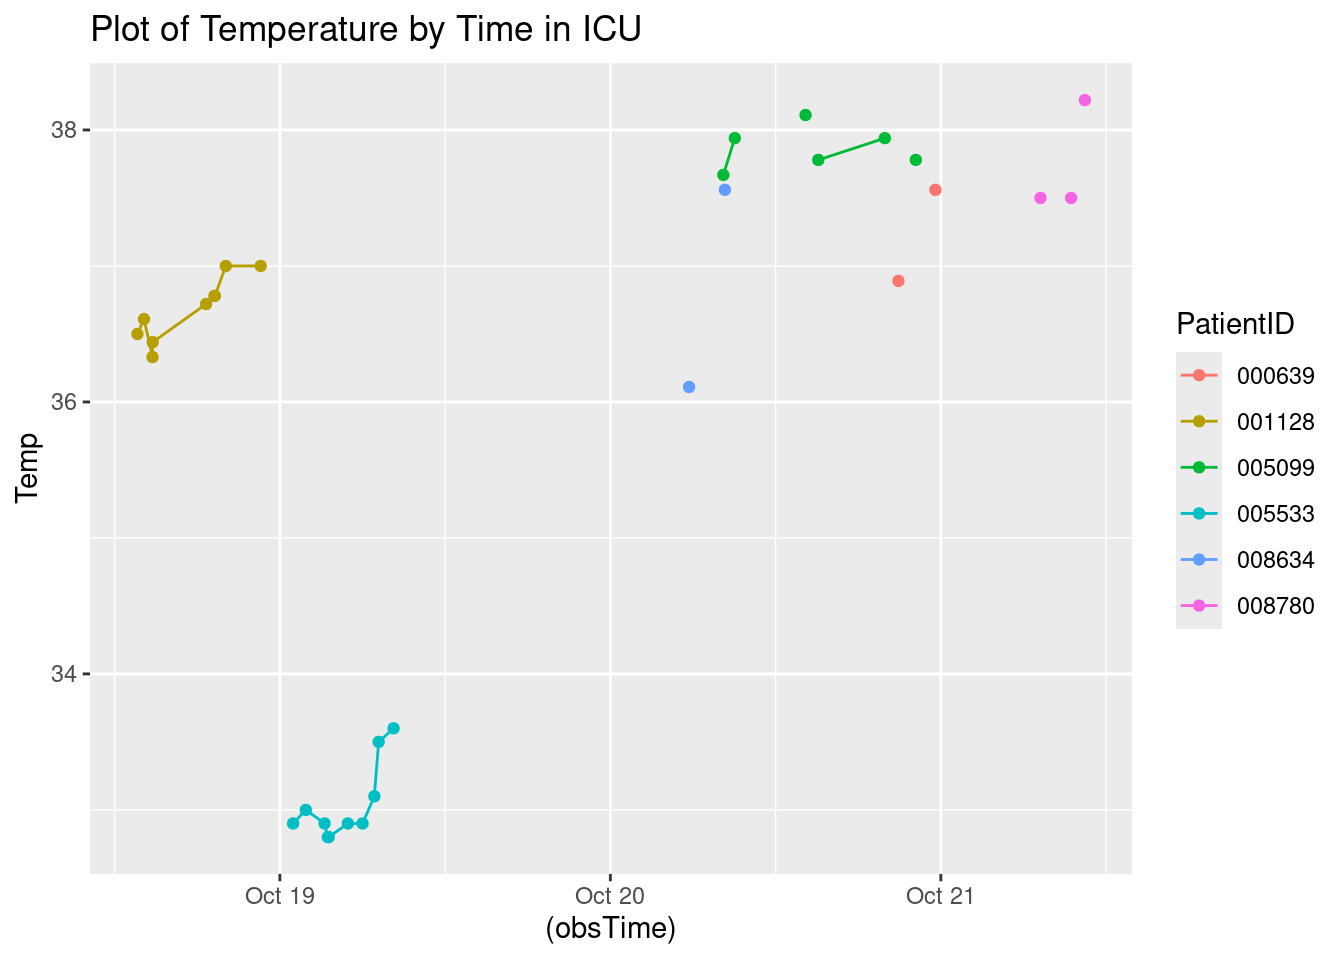 Plot of Temperature by Time in ICU
38
36
34
Temp
Oct 19
Oct 20
Oct 21
(obsTime)
PatientID
000639
001128
005099
005533
008634
008780